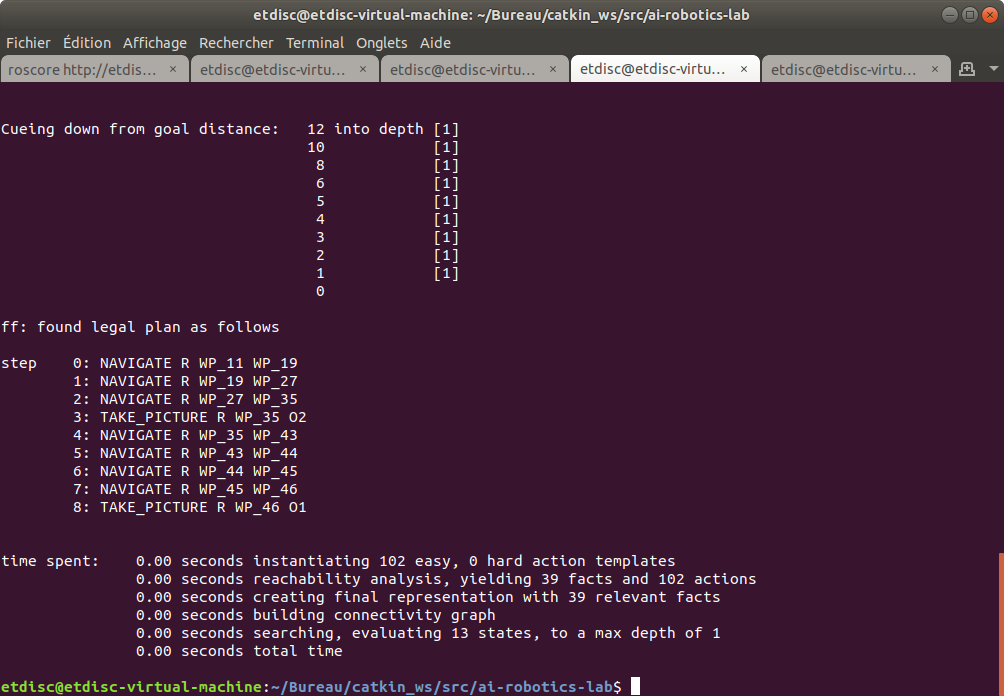 etdisc@etdisc-virtual-machine: ~/Bureau/catkin_ws/src/ai-robotics-lab
Fichier Édition Affichage Rechercher Terminal Onglets Aide
roscore http://etdis... × etdisc@etdisc-virtu... × etdisc@etdisc-virtu... × etdisc@etdisc-virtu... × etdisc@etdisc-virtu... ×
Cueing down from goal distance:   12 into depth [1]
                                  10            [1]
                                   8            [1]
                                   6            [1]
                                   5            [1]
                                   4            [1]
                                   3            [1]
                                   2            [1]
                                   1            [1]
                                   0
ff: found legal plan as follows
step    0: NAVIGATE R WP_11 WP_19
        1: NAVIGATE R WP_19 WP_27
        2: NAVIGATE R WP_27 WP_35
        3: TAKE_PICTURE R WP_35 O2
        4: NAVIGATE R WP_35 WP_43
        5: NAVIGATE R WP_43 WP_44
        6: NAVIGATE R WP_44 WP_45
        7: NAVIGATE R WP_45 WP_46
        8: TAKE_PICTURE R WP_46 O1
time spent:    0.00 seconds instantiating 102 easy, 0 hard action templates
               0.00 seconds reachability analysis, yielding 39 facts and 102 actions
               0.00 seconds creating final representation with 39 relevant facts
               0.00 seconds building connectivity graph
               0.00 seconds searching, evaluating 13 states, to a max depth of 1
               0.00 seconds total time
etdisc@etdisc-virtual-machine:~/Bureau/catkin_ws/src/ai-robotics-lab$